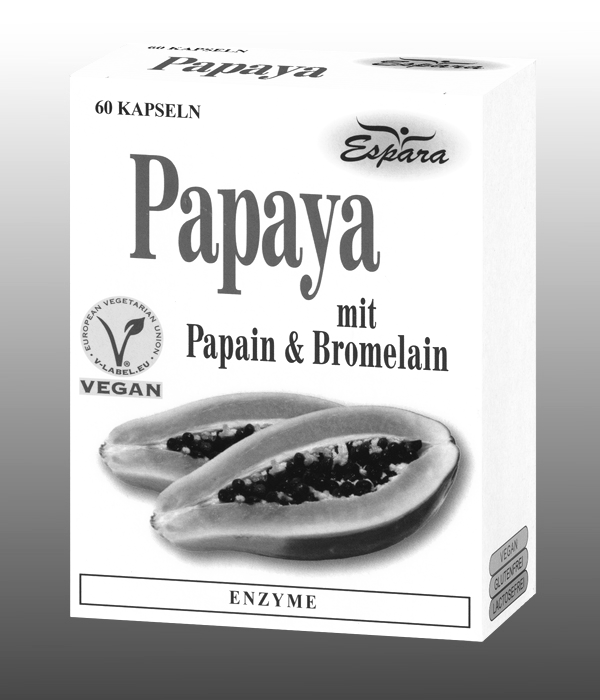 60 KAPSELN
Papaya
Espara
60 KAPSELN
Espara
Papaya
mit
Papain & Bromelain
EUROPEAN VEGETARIAN UNION
V-LABEL.EU
®
VEGAN
ENZYME
VEGAN
GLUTENFREI
LACTOSEFREI